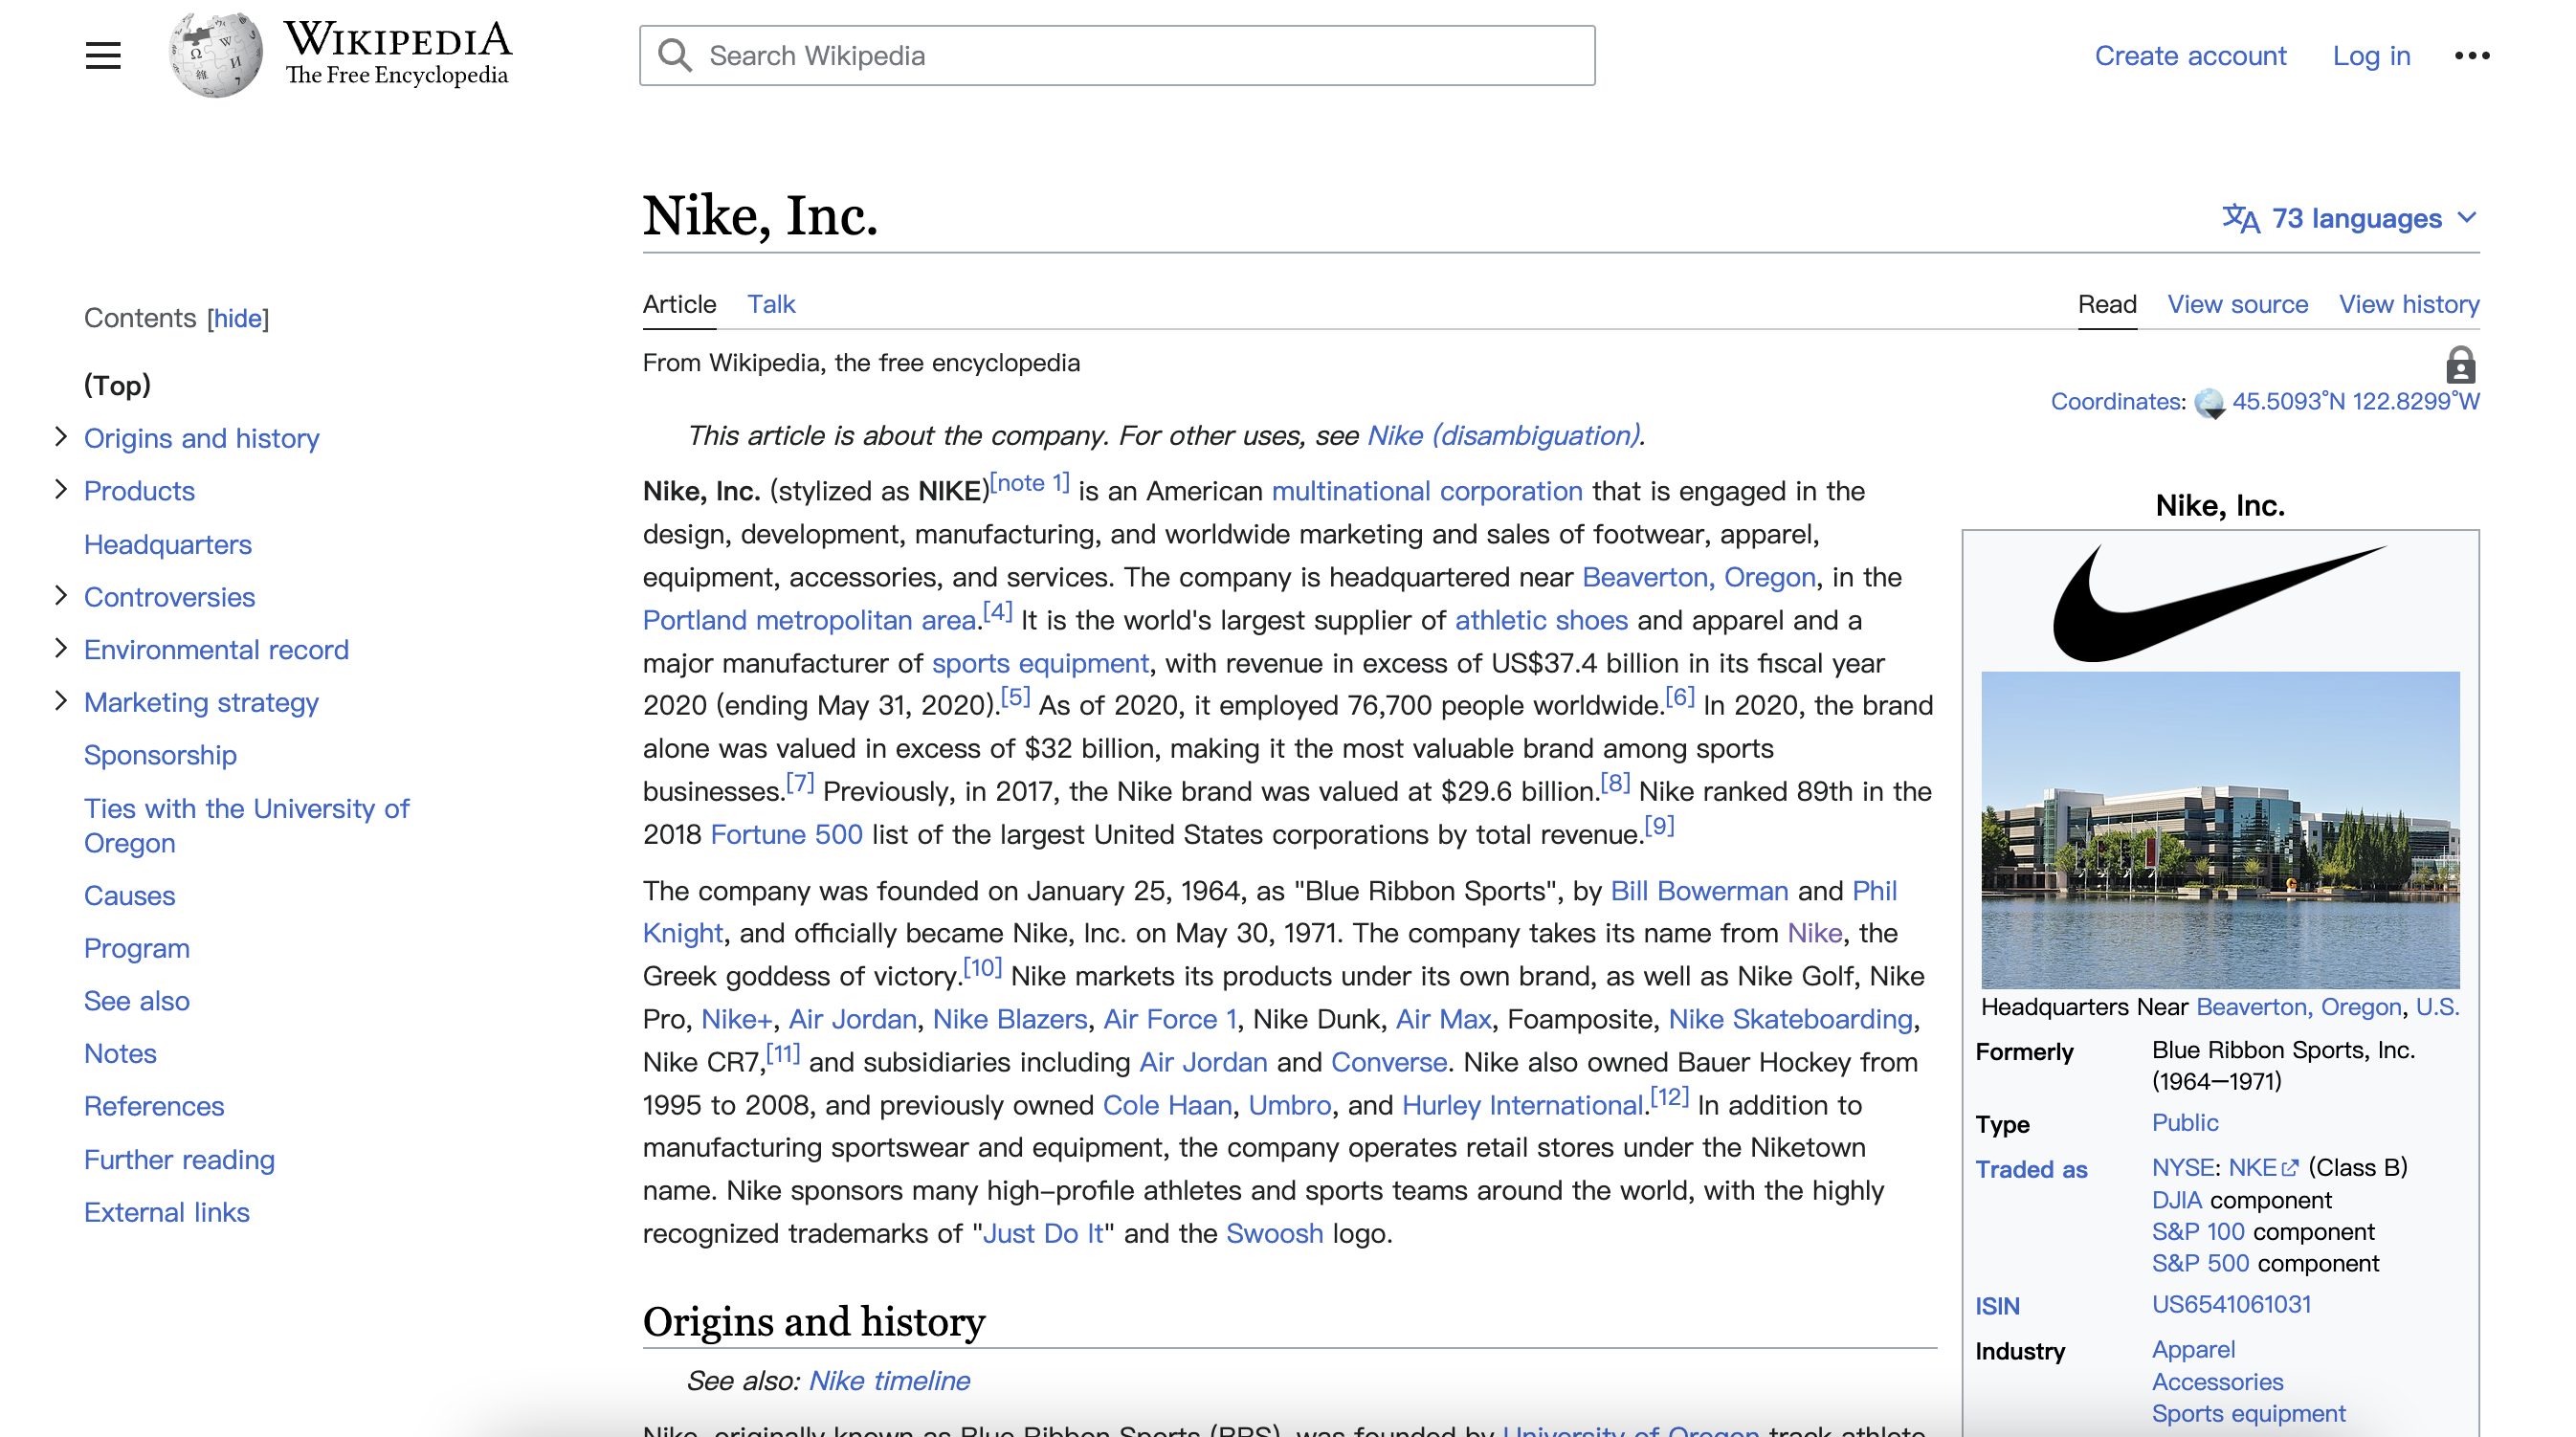 WIKIPEDIA
The Free Encyclopedia
Search Wikipedia
Create account
Log in
Nike, Inc.
73 languages
Contents [hide]
(Top)
Origins and history
Products
Headquarters
Controversies
Environmental record
Marketing strategy
Sponsorship
Ties with the University of
Oregon
Causes
Program
See also
Notes
References
Further reading
External links
Article
Talk
Read
View source
View history
From Wikipedia, the free encyclopedia
Coordinates: 45.5093°N 122.8299°W
This article is about the company. For other uses, see Nike (disambiguation).
Nike, Inc. (stylized as NIKE)[note 1] is an American multinational corporation that is engaged in the
design, development, manufacturing, and worldwide marketing and sales of footwear, apparel,
equipment, accessories, and services. The company is headquartered near Beaverton, Oregon, in the
Portland metropolitan area.[4] It is the world's largest supplier of athletic shoes and apparel and a
major manufacturer of sports equipment, with revenue in excess of US$37.4 billion in its fiscal year
2020 (ending May 31, 2020).[5] As of 2020, it employed 76,700 people worldwide.[6] In 2020, the brand
alone was valued in excess of $32 billion, making it the most valuable brand among sports
businesses.[7] Previously, in 2017, the Nike brand was valued at $29.6 billion.[8] Nike ranked 89th in the
2018 Fortune 500 list of the largest United States corporations by total revenue.[9]
The company was founded on January 25, 1964, as "Blue Ribbon Sports", by Bill Bowerman and Phil
Knight, and officially became Nike, Inc. on May 30, 1971. The company takes its name from Nike, the
Greek goddess of victory.[10] Nike markets its products under its own brand, as well as Nike Golf, Nike
Pro, Nike+, Air Jordan, Nike Blazers, Air Force 1, Nike Dunk, Air Max, Foamposite, Nike Skateboarding,
Nike CR7,[11] and subsidiaries including Air Jordan and Converse. Nike also owned Bauer Hockey from
1995 to 2008, and previously owned Cole Haan, Umbro, and Hurley International.[12] In addition to
manufacturing sportswear and equipment, the company operates retail stores under the Niketown
name. Nike sponsors many high–profile athletes and sports teams around the world, with the highly
recognized trademarks of "Just Do It" and the Swoosh logo.
Origins and history
See also: Nike timeline
Nike, originally known as Blue Ribbon Sports (BRS), was founded by University of Oregon track athlete
Nike, Inc.
Headquarters Near Beaverton, Oregon, U.S.
Formerly
Blue Ribbon Sports, Inc.
(1964—1971)
Type
Public
Traded as
NYSE: NKE (Class B)
DJIA component
S&P 100 component
S&P 500 component
ISIN
US6541061031
Industry
Apparel
Accessories
Sports equipment